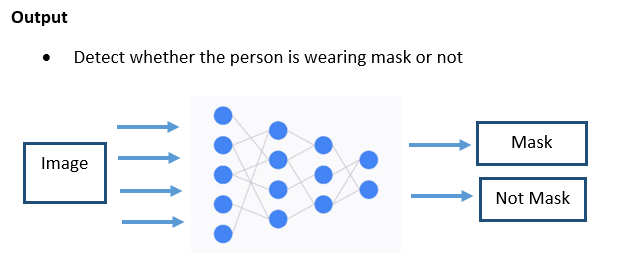 Output
• Detect whether the person is wearing mask or not
Image
Mask
Not Mask